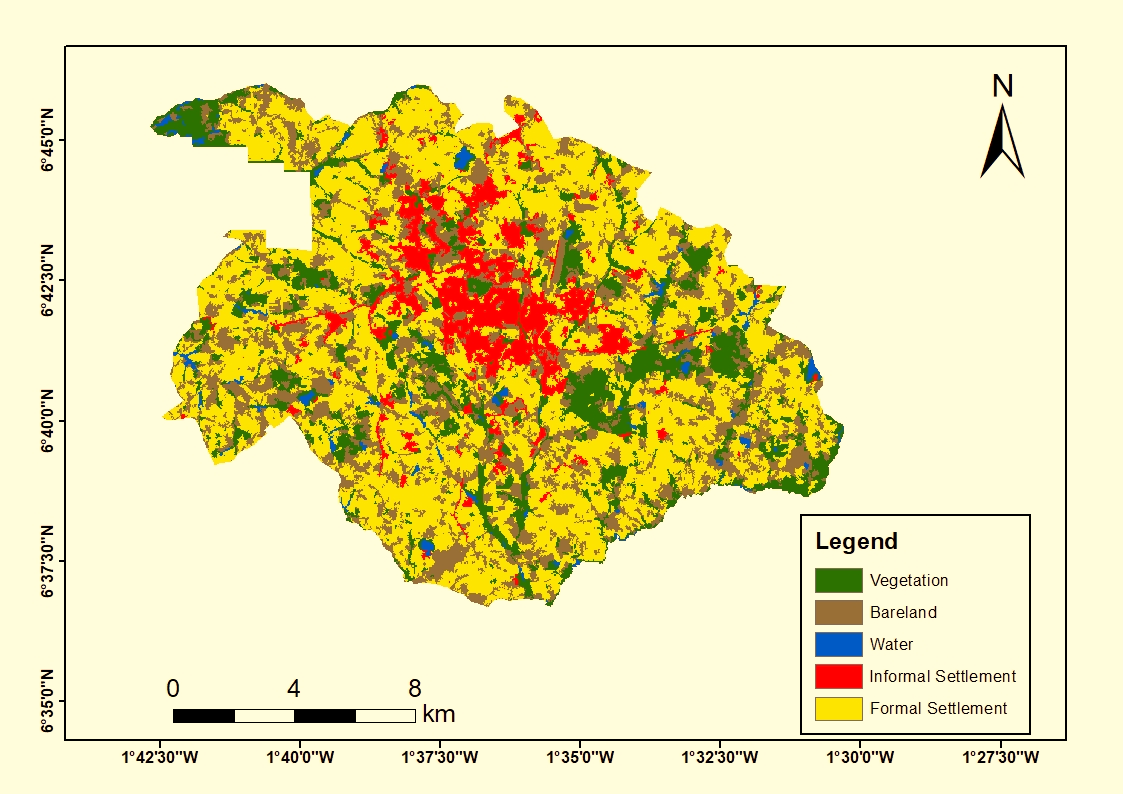 N
6°45'0"N
6°42'30"N
6°40'0"N
6°37'30"N
6°35'0"N
Legend
Vegetation
Bareland
Water
Informal Settlement
Formal Settlement
0 4 8
km
1°42'30"W 1°40'0"W 1°37'30"W 1°35'0"W 1°32'30"W 1°30'0"W 1°27'30"W